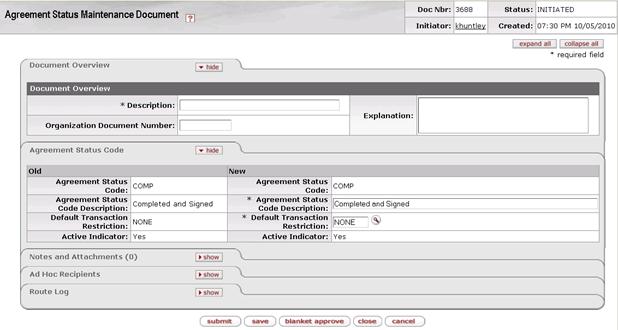 Agreement Status Maintenance Document ?
Doc Nbr: 3688 Status: INITIATED
Initiator: khuntley Created: 07:30 PM 10/05/2010
expand all collapse all
* required field
Document Overview hide
Document Overview
* Description: Explanation:
Organization Document Number:
Agreement Status Code hide
Old New
Agreement Status Code: COMP Agreement Status Code: COMP
Agreement Status Code Description: Completed and Signed * Agreement Status Code Description: Completed and Signed
Default Transaction Restriction: NONE * Default Transaction Restriction: NONE
Active Indicator: Yes Active Indicator: Yes
Notes and Attachments (0) show
Ad Hoc Recipients show
Route Log show
submit save blanket approve close cancel